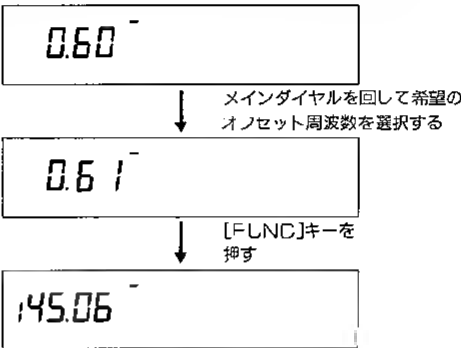 0.60 -
メインダイヤルを回して希望の
オフセット周波数を選択する
0.61 -
[FUNC]キーを
押す
145.06 -